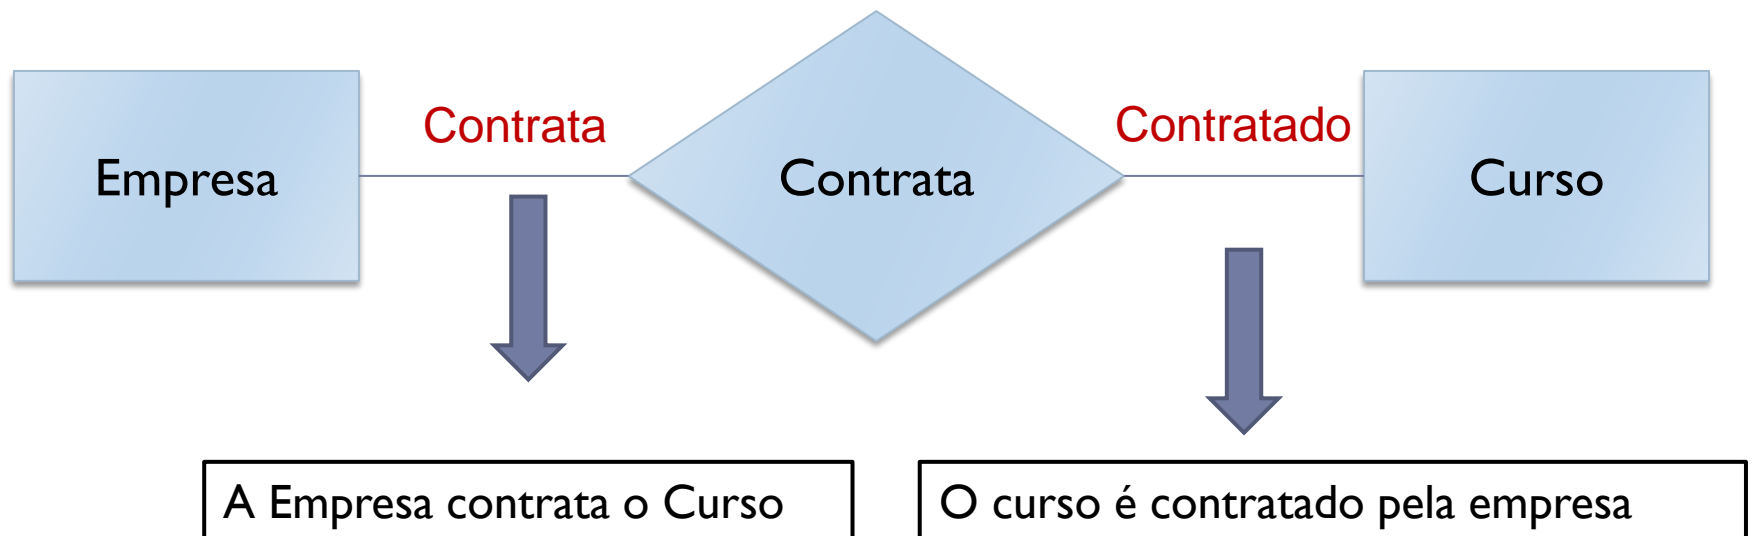 Contrata
Contratado
Empresa
Contrata
Curso
A Empresa contrata o Curso
O curso é contratado pela empresa